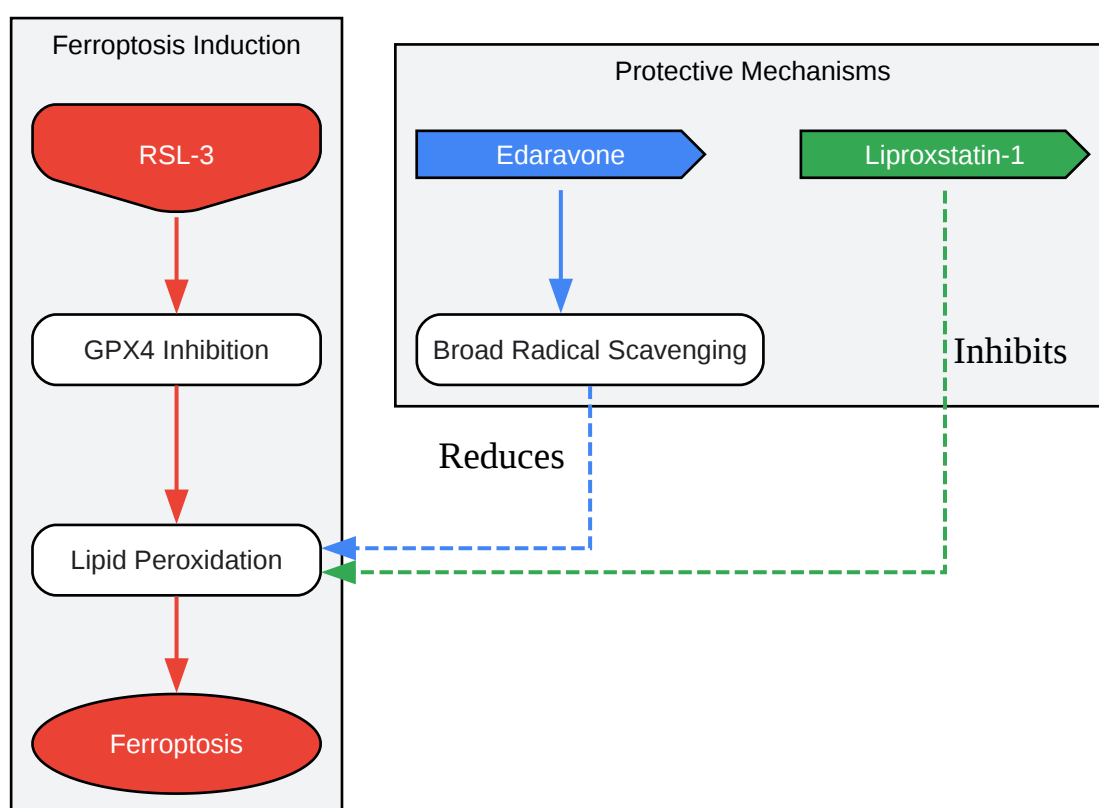 Ferroptosis Induction
RSL-3
GPX4 Inhibition
Lipid Peroxidation
Ferroptosis
Protective Mechanisms
Edaravone
Liproxstatin-1
Broad Radical Scavenging
Inhibits
Reduces